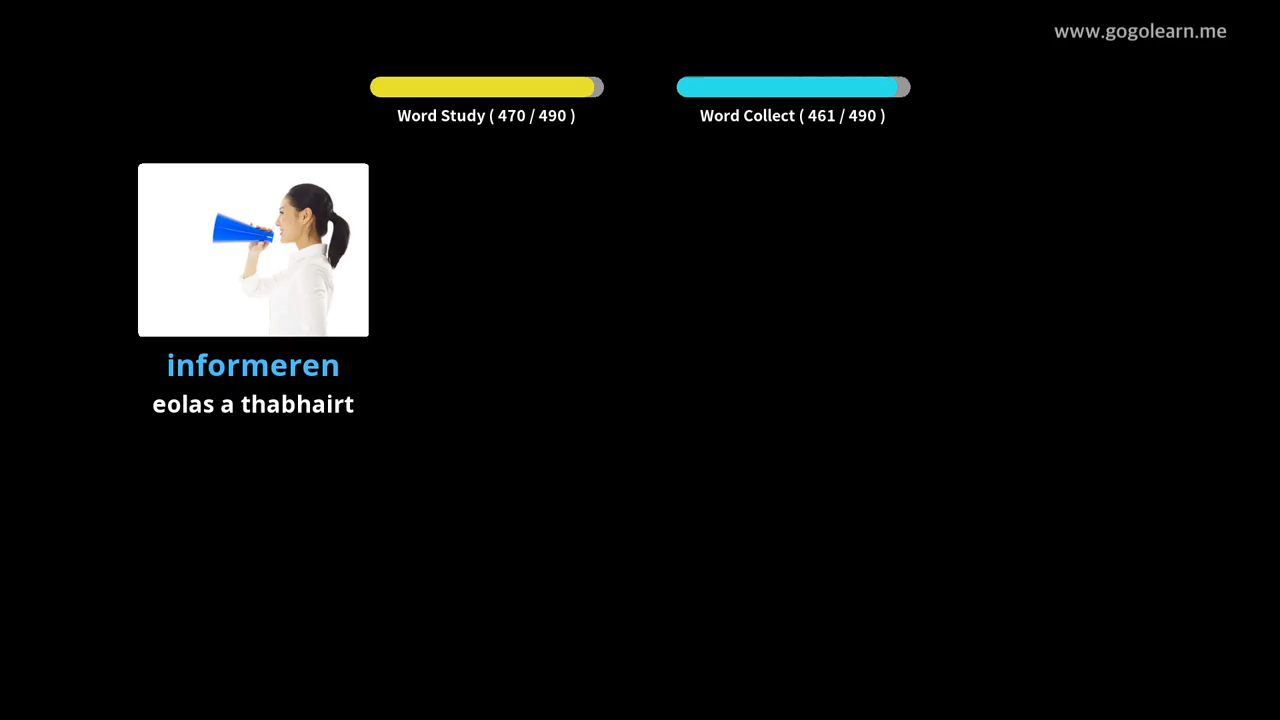 www.gogolearn.me
Word Study ( 470 / 490 )
Word Collect ( 461 / 490 )
informeren
eolas a thabhairt